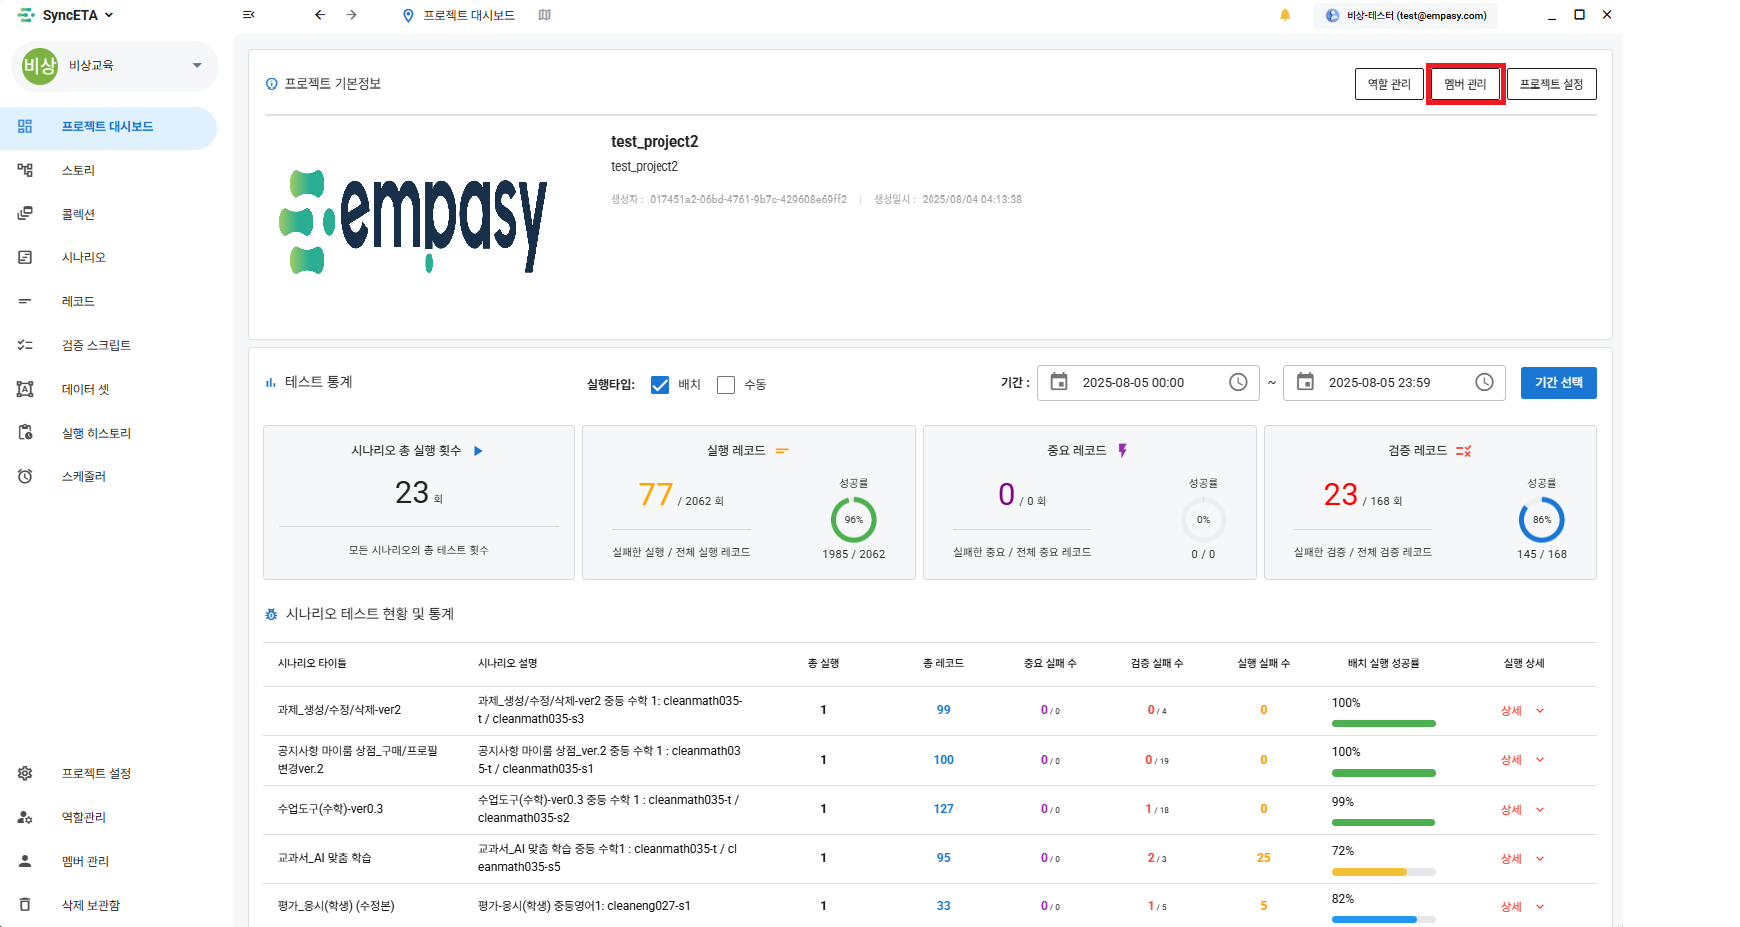 SyncETA
프로젝트 대시보드
비상-테스터 (test@empasy.com)
비상
비상교육
프로젝트 대시보드
스토리
콜렉션
시나리오
레코드
검증 스크립트
데이터 셋
실행 히스토리
스케줄러
프로젝트 설정
역할관리
멤버 관리
삭제 보관함
프로젝트 기본정보
역할 관리
멤버 관리
프로젝트 설정
empasy
test_project2
test_project2
생성자 : 017451a2-06bd-4761-9b7c-429608e69ff2 | 생성일시 : 2025/08/04 04:13:38
테스트 통계
실행타입: 배치 수동
기간 : 2025-08-05 00:00 ~ 2025-08-05 23:59 기간 선택
시나리오 총 실행 횟수
23 회
모든 시나리오의 총 테스트 횟수
실행 레코드
77 / 2062 회
실패한 실행 / 전체 실행 레코드
성공률
96%
1985 / 2062
중요 레코드
0 / 0 회
실패한 중요 / 전체 중요 레코드
성공률
0%
0 / 0
검증 레코드
23 / 168 회
실패한 검증 / 전체 검증 레코드
성공률
86%
145 / 168
시나리오 테스트 현황 및 통계
시나리오 타이틀 시나리오 설명 총 실행 총 레코드 중요 실패 수 검증 실패 수 실행 실패 수 배치 실행 성공률 실행 상세
과제_생성/수정/삭제-ver2
과제_생성/수정/삭제-ver2 중등 수학 1: cleanmath035-
t / cleanmath035-s3
1 99 0 / 0 0 / 4 0 100% 상세
공지사항 마이룸 상점_구매/프로필
변경ver.2
공지사항 마이룸 상점_ver.2 중등 수학 1 : cleanmath03
5-t / cleanmath035-s1
1 100 0 / 0 0 / 19 0 100% 상세
수업도구(수학)-ver0.3
수업도구(수학)-ver0.3 중등 수학 1 : cleanmath035-t /
cleanmath035-s2
1 127 0 / 0 1 / 18 0 99% 상세
교과서_AI 맞춤 학습
교과서_AI 맞춤 학습 중등 수학1 : cleanmath035-t / cl
eanmath035-s5
1 95 0 / 0 2 / 3 25 72% 상세
평가_응시(학생) (수정본)
평가-응시(학생) 중등영어1: cleaneng027-s1
1 33 0 / 0 1 / 5 5 82% 상세